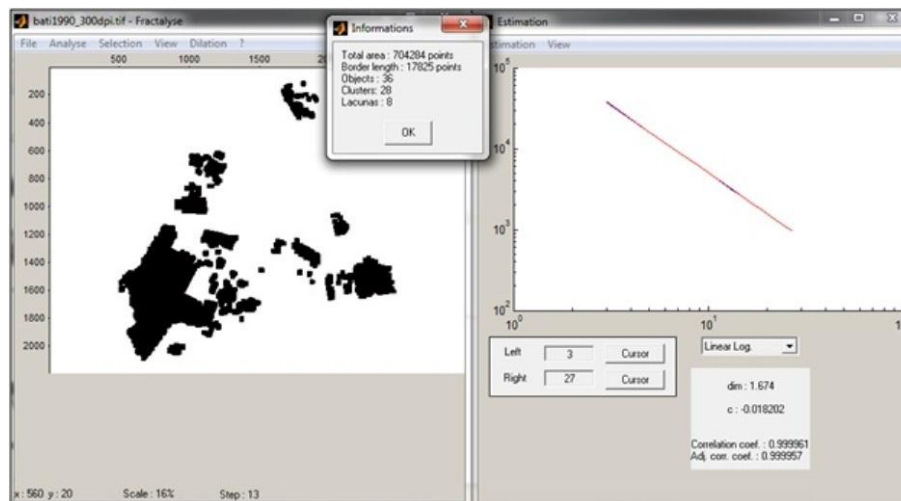 bati1990_300dpi.tif - Fractalyse
File Analyse Selection View Dilation ?
500 1000 1500
200
400
600
800
1000
1200
1400
1600
1800
2000
x : 560 y : 20 Scale : 16% Step : 13
Informations
Total area : 704284 points
Border length : 17825 points
Objects : 36
Clusters: 28
Lacunas : 8
OK
Estimation
stimation View
10^5
10^4
10^3
10^2
10^0 10^1
Left 3 Cursor
Right 27 Cursor
Linear Log.
dim : 1.674
c : -0.018202
Correlation coef. : 0.999961
Adj. corr. coef. : 0.999957